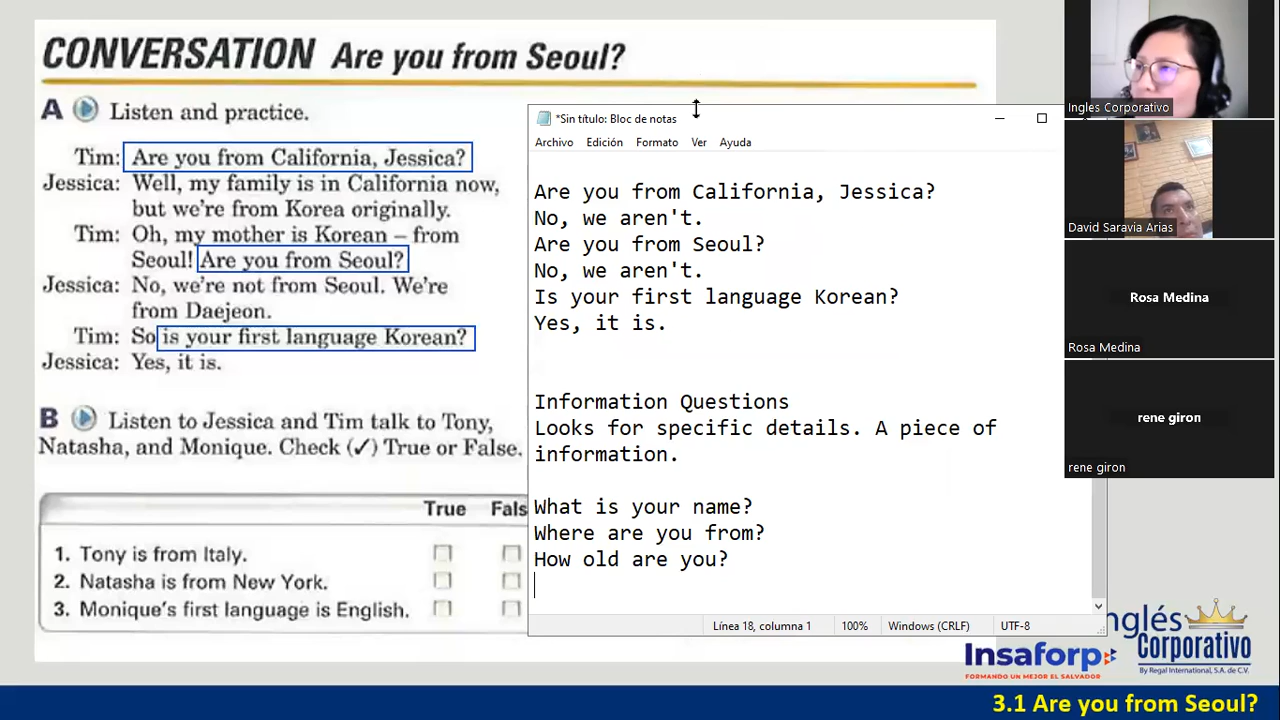 CONVERSATION Are you from Seoul?
A Listen and practice.
Tim: Are you from California, Jessica?
Jessica: Well, my family is in California now,
but we're from Korea originally.
Tim: Oh, my mother is Korean – from
Seoul! Are you from Seoul?
Jessica: No, we're not from Seoul. We're
from Daejeon.
Tim: So is your first language Korean?
Jessica: Yes, it is.
B Listen to Jessica and Tim talk to Tony,
Natasha, and Monique. Check (✓) True or False.
True Fals
1. Tony is from Italy.
2. Natasha is from New York.
3. Monique's first language is English.
*Sin título: Bloc de notas
Archivo Edición Formato Ver Ayuda
Are you from California, Jessica?
No, we aren't.
Are you from Seoul?
No, we aren't.
Is your first language Korean?
Yes, it is.
Information Questions
Looks for specific details. A piece of
information.
What is your name?
Where are you from?
How old are you?
Línea 18, columna 1 100% Windows (CRLF) UTF-8
Ingles Corporativo
David Saravia Arias
Rosa Medina
Rosa Medina
rene giron
rene giron
nglés
Corporativo
By Regal International, S.A. de C.V.
Insaforp
FORMANDO UN MEJOR EL SALVADOR
3.1 Are you from Seoul?